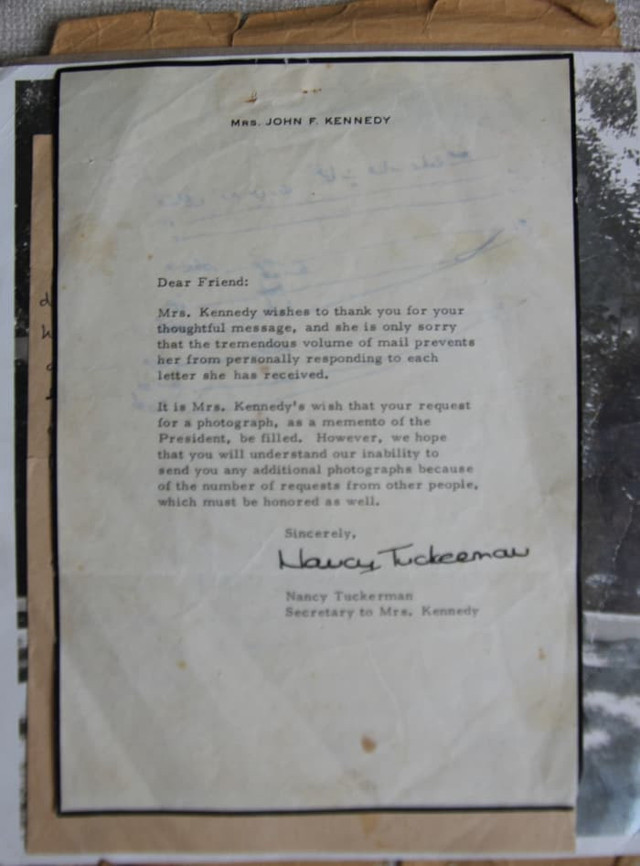 MRS. JOHN F. KENNEDY
Dear Friend:
Mrs. Kennedy wishes to thank you for your
thoughtful message, and she is only sorry
that the tremendous volume of mail prevents
her from personally responding to each
letter she has received.
It is Mrs. Kennedy's wish that your request
for a photograph, as a memento of the
President, be filled. However, we hope
that you will understand our inability to
send you any additional photographs because
of the number of requests from other people,
which must be honored as well.
Sincerely,
Nancy Tuckerman
Nancy Tuckerman
Secretary to Mrs. Kennedy